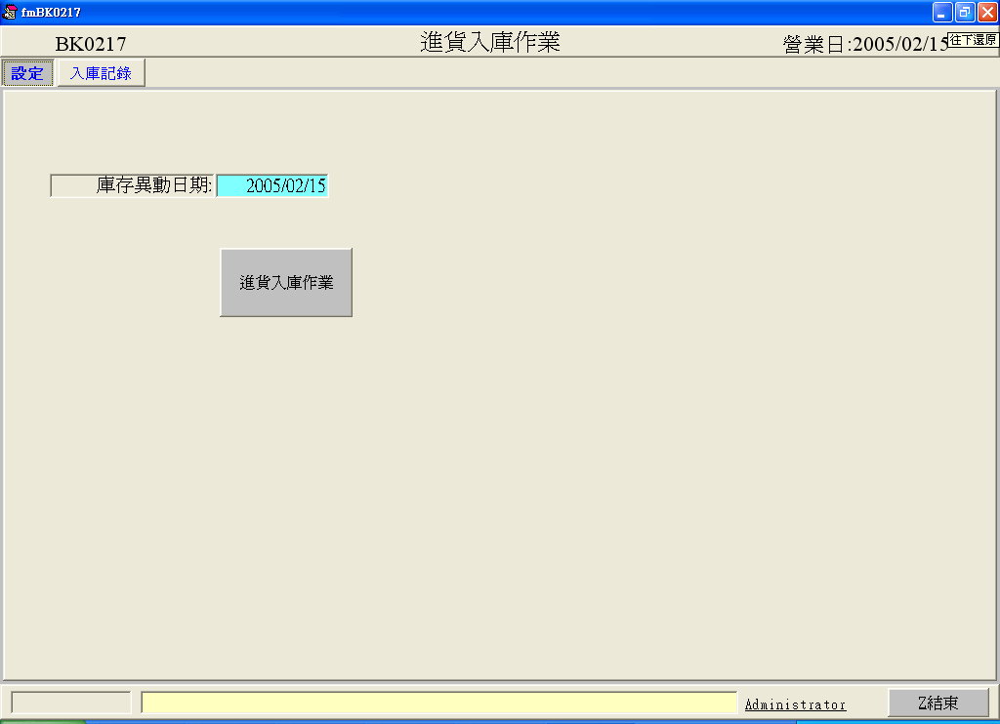 fmBK0217
BK0217 進貨入庫作業 營業日:2005/02/15
往下還原
設定 入庫記錄
庫存異動日期: 2005/02/15
進貨入庫作業
Administrator Z結束